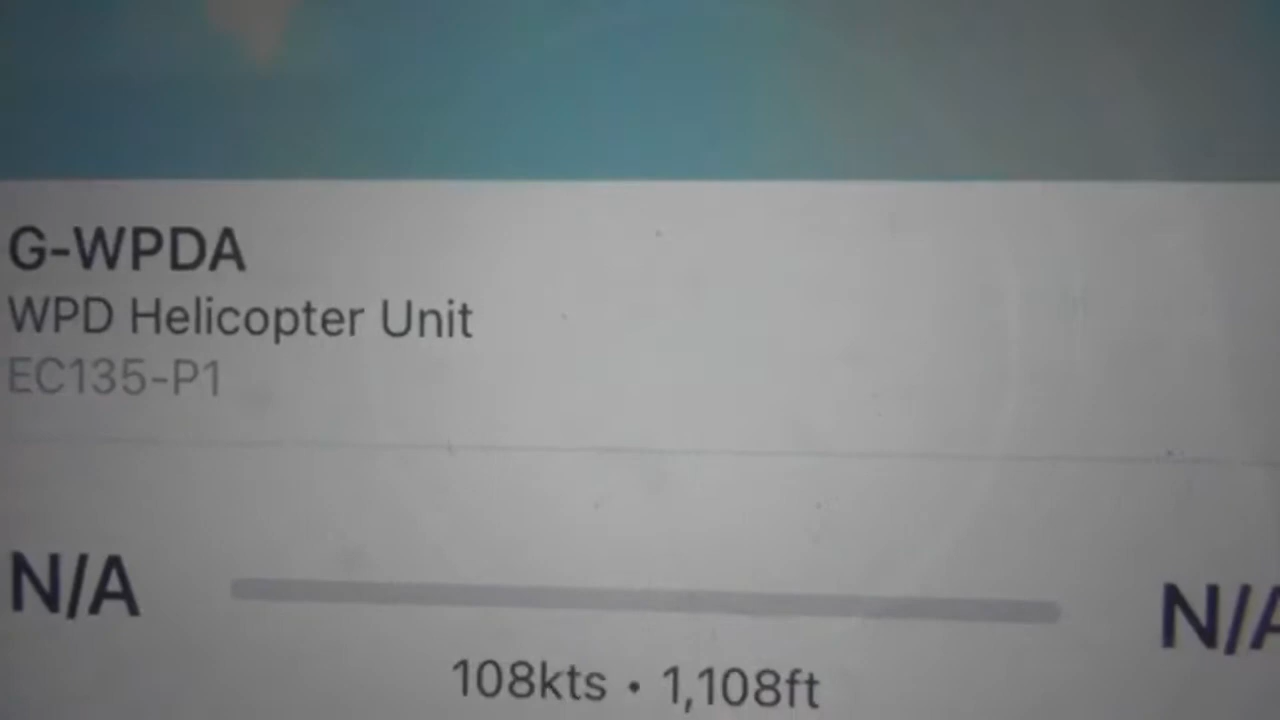 G-WPDA
WPD Helicopter Unit
EC135-P1
N/A
N/A
108kts • 1,108ft